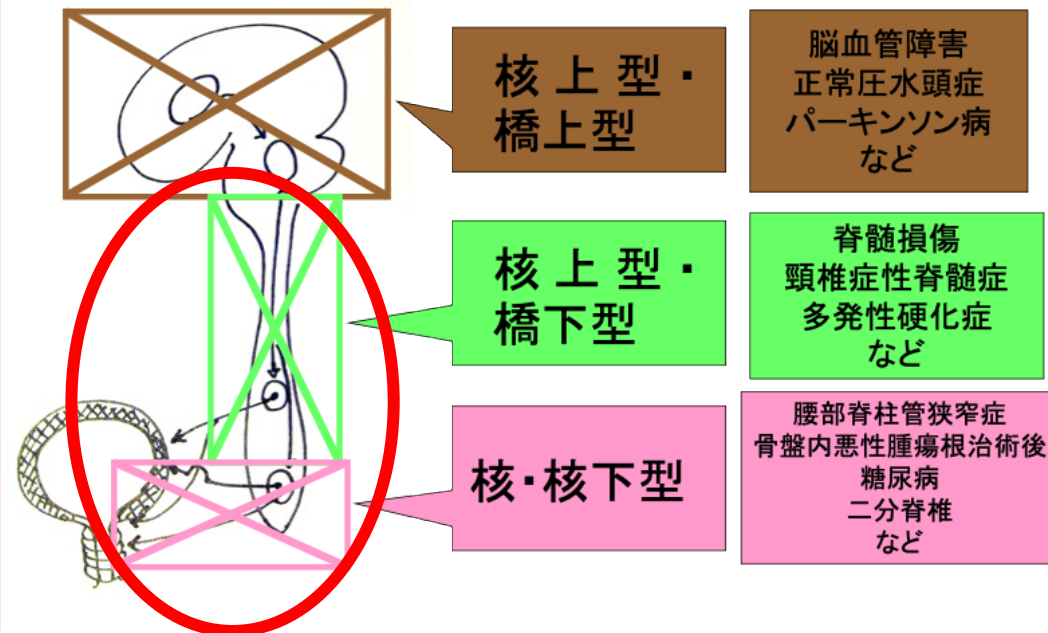 核 上 型 ・
橋上型
脳血管障害
正常圧水頭症
パーキンソン病
など
核 上 型 ・
橋下型
脊髄損傷
頸椎症性脊髄症
多発性硬化症
など
核・核下型
腰部脊柱管狭窄症
骨盤内悪性腫瘍根治術後
糖尿病
二分脊椎
など